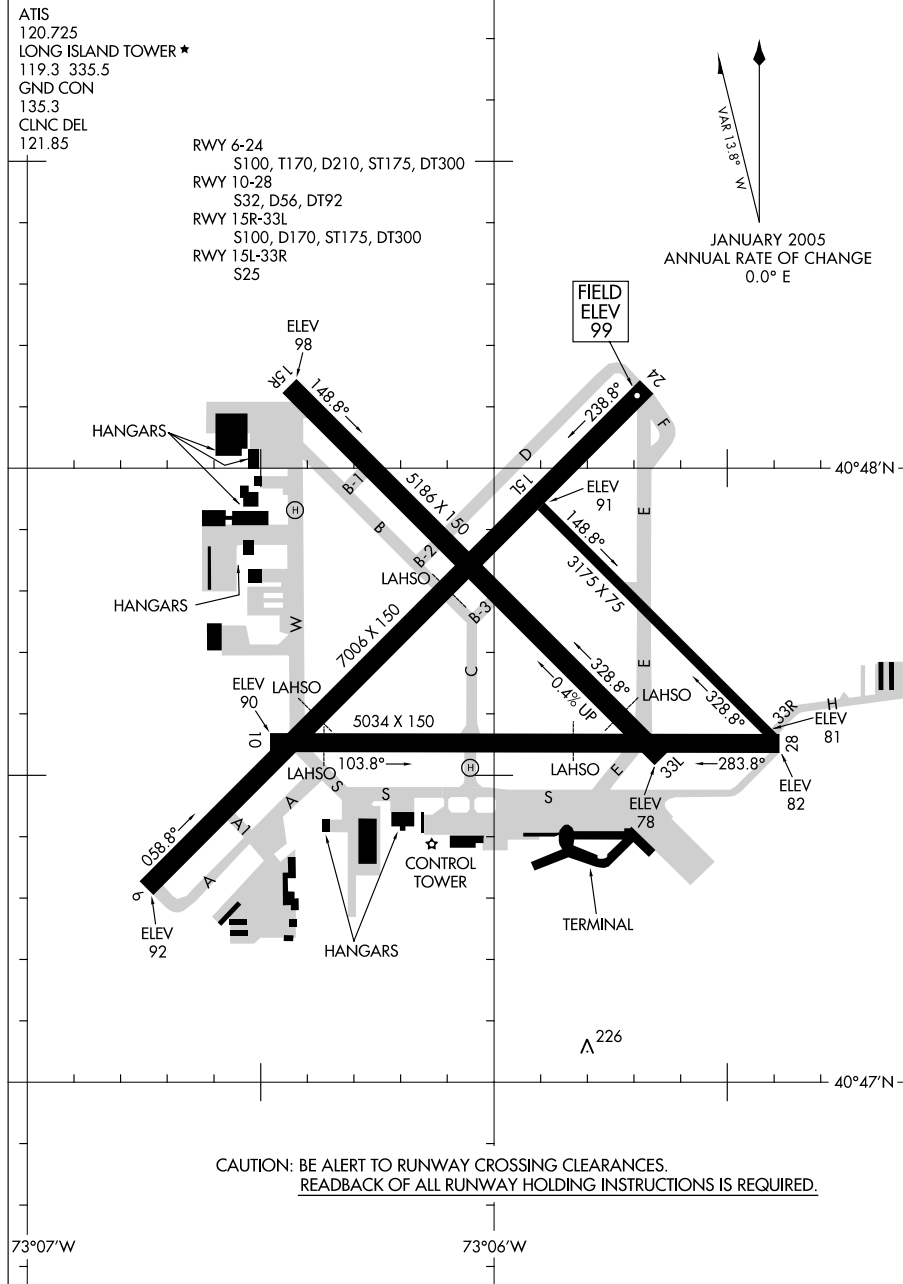 ATIS
120.725
LONG ISLAND TOWER ★
119.3 335.5
GND CON
135.3
CLNC DEL
121.85
RWY 6-24
S100, T170, D210, ST175, DT300
RWY 10-28
S32, D56, DT92
RWY 15R-33L
S100, D170, ST175, DT300
RWY 15L-33R
S25
VAR 13.8° W
JANUARY 2005
ANNUAL RATE OF CHANGE
0.0° E
FIELD
ELEV
99
ELEV
98
15R
148.8°
24
238.8°
F
HANGARS
D
15L
40°48'N
B-1
5186 X 150
ELEV
91
E
H
B
148.8°
B-2
3175 X 75
LAHSO
HANGARS
B-3
7006 X 150
W
C
E
328.8°
0.4% UP
LAHSO
328.8°
H
ELEV
90
LAHSO
5034 X 150
33R
ELEV
81
10
28
LAHSO
103.8°
H
LAHSO
E
33L
283.8°
ELEV
82
S
S
S
A
A1
ELEV
78
058.8°
A
CONTROL
TOWER
6
ELEV
92
HANGARS
TERMINAL
226
40°47'N
CAUTION: BE ALERT TO RUNWAY CROSSING CLEARANCES.
READBACK OF ALL RUNWAY HOLDING INSTRUCTIONS IS REQUIRED.
73°07'W
73°06'W